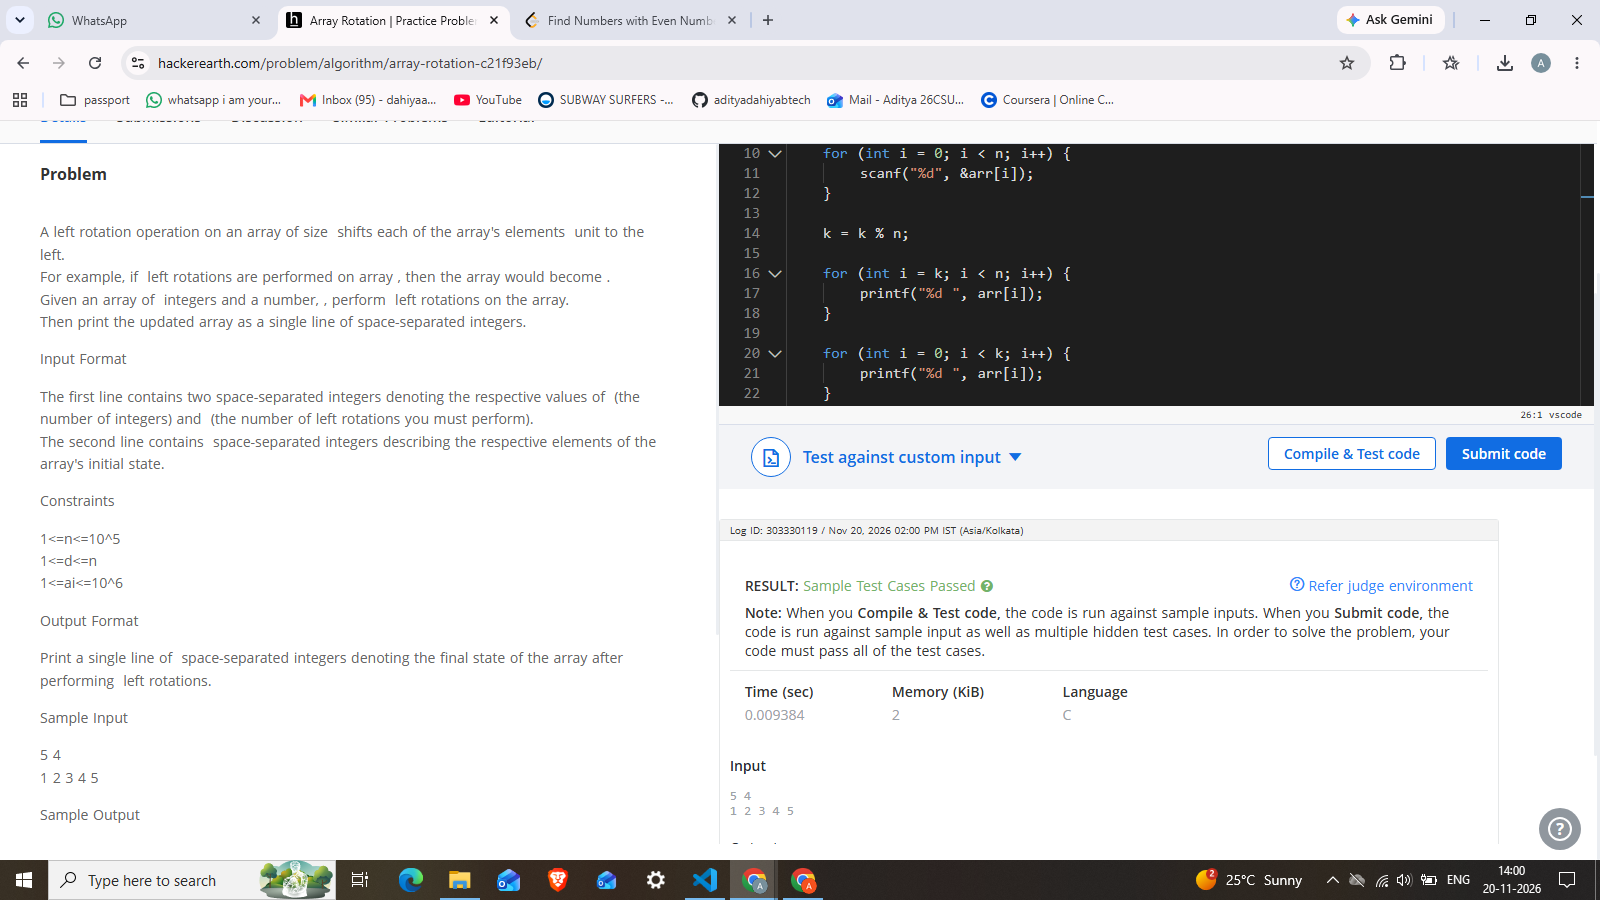 WhatsApp
Array Rotation | Practice Proble
Find Numbers with Even Numb
Ask Gemini
hackerearth.com/problem/algorithm/array-rotation-c21f93eb/
A
passport
whatsapp i am your...
Inbox (95) - dahiyaa...
YouTube
SUBWAY SURFERS -...
adityadahiyabtech
Mail - Aditya 26CSU...
Coursera | Online C...
Details
Submissions
Discussion
Similar Problems
Editorial
Problem
A left rotation operation on an array of size  shifts each of the array's elements  unit to the
left.
For example, if  left rotations are performed on array , then the array would become .
Given an array of  integers and a number, , perform  left rotations on the array.
Then print the updated array as a single line of space-separated integers.
Input Format
The first line contains two space-separated integers denoting the respective values of  (the
number of integers) and  (the number of left rotations you must perform).
The second line contains  space-separated integers describing the respective elements of the
array's initial state.
Constraints
1<=n<=10^5
1<=d<=n
1<=ai<=10^6
Output Format
Print a single line of  space-separated integers denoting the final state of the array after
performing  left rotations.
Sample Input
5 4
1 2 3 4 5
Sample Output
10 for (int i = 0; i < n; i++) {
11 scanf("%d", &arr[i]);
12 }
13
14 k = k % n;
15
16 for (int i = k; i < n; i++) {
17 printf("%d ", arr[i]);
18 }
19
20 for (int i = 0; i < k; i++) {
21 printf("%d ", arr[i]);
22 }
26:1 vscode
Test against custom input
Compile & Test code
Submit code
Log ID: 303330119 / Nov 20, 2026 02:00 PM IST (Asia/Kolkata)
RESULT: Sample Test Cases Passed
Refer judge environment
Note: When you Compile & Test code, the code is run against sample inputs. When you Submit code, the
code is run against sample input as well as multiple hidden test cases. In order to solve the problem, your
code must pass all of the test cases.
Time (sec) Memory (KiB) Language
0.009384 2 C
Input
5 4
1 2 3 4 5
Type here to search
2
25°C Sunny
ENG
14:00
20-11-2026